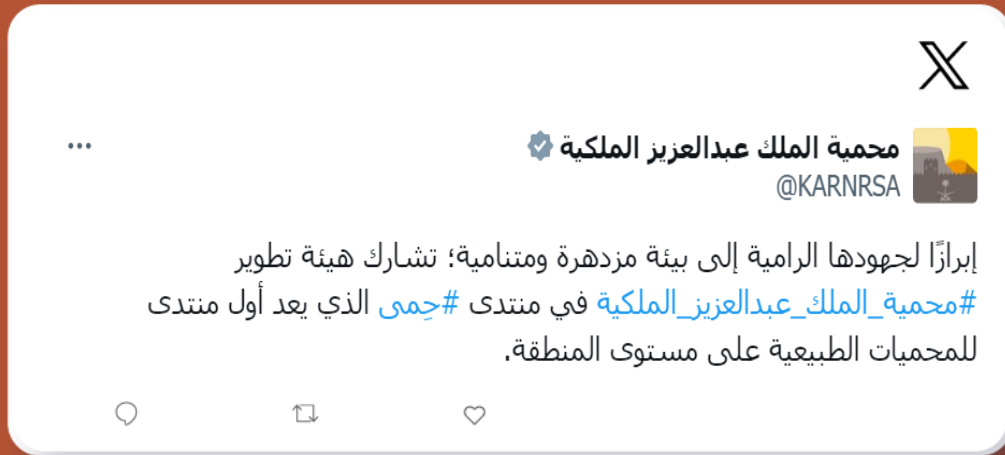 محمية الملك عبدالعزيز الملكية
@KARNRSA
إبرازًا لجهودها الرامية إلى بيئة مزدهرة ومتنامية؛ تشارك هيئة تطوير
#محمية_الملك_عبدالعزيز_الملكية في منتدى #حِمى الذي يعد أول منتدى
للمحميات الطبيعية على مستوى المنطقة.